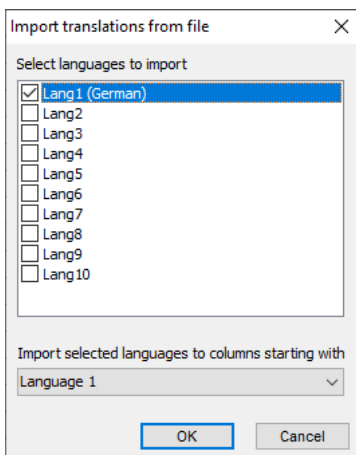 Import translations from file
Select languages to import
Lang1 (German)
Lang2
Lang3
Lang4
Lang5
Lang6
Lang7
Lang8
Lang9
Lang10
Import selected languages to columns starting with
Language 1
OK
Cancel